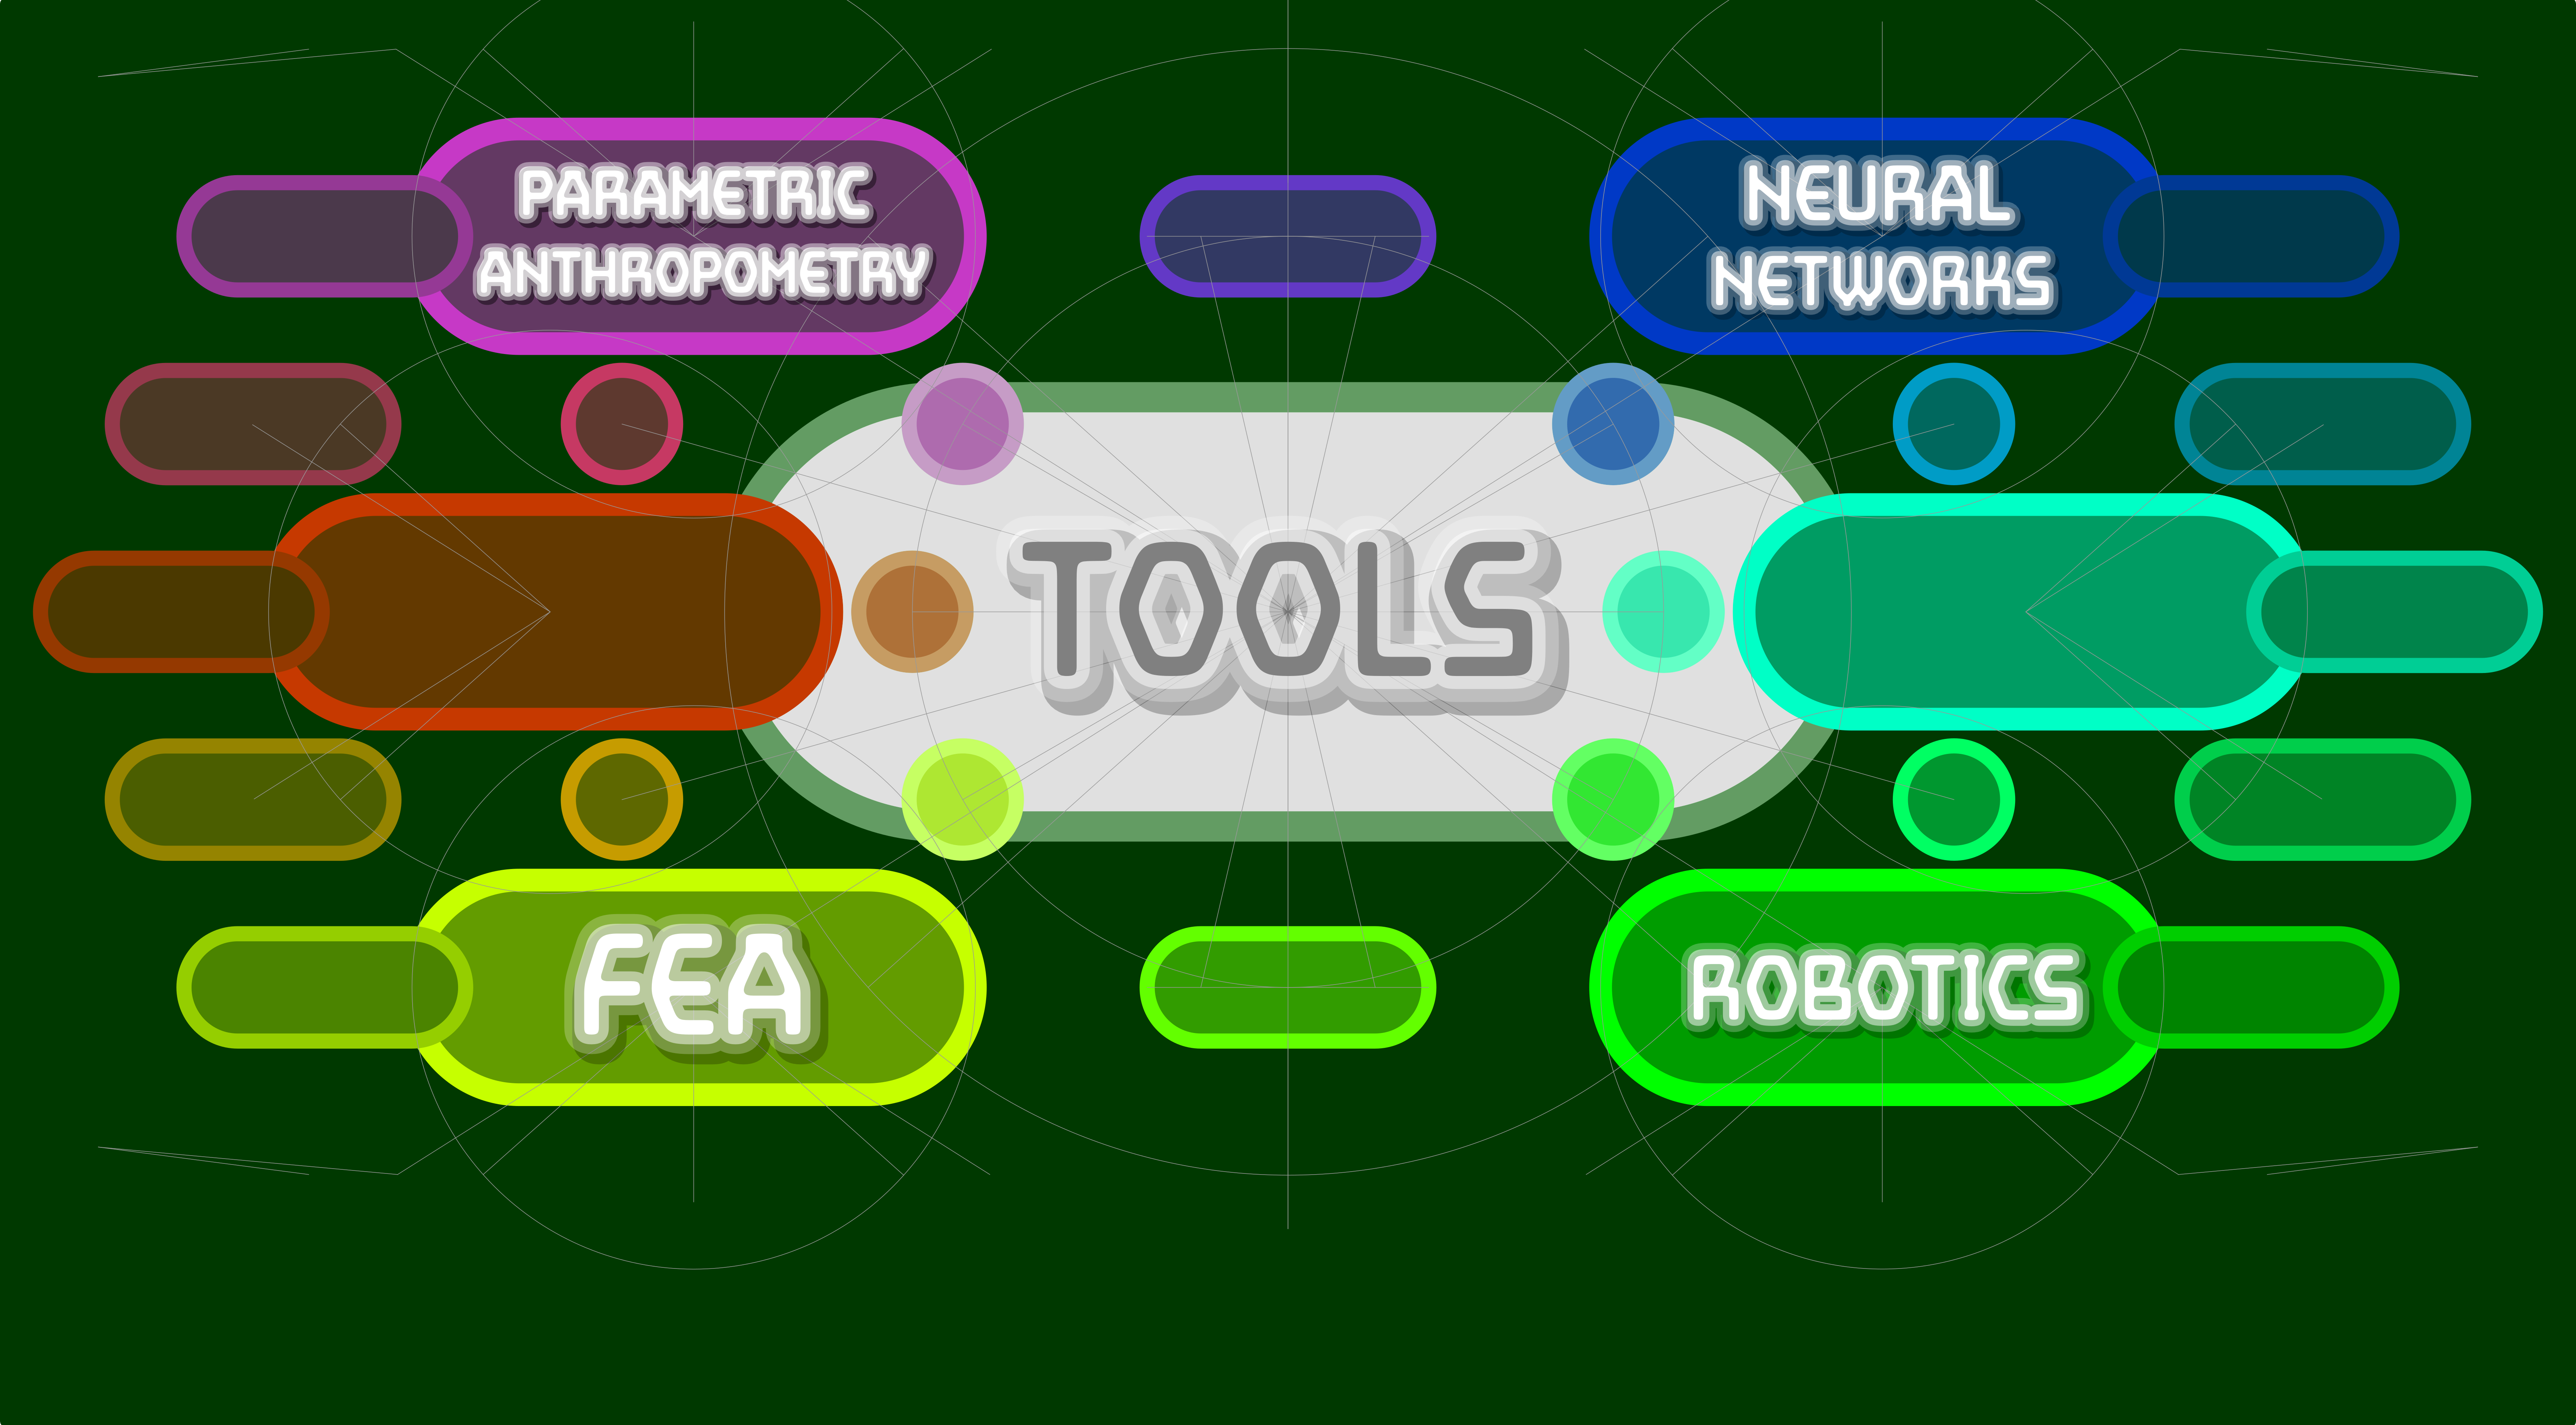 PARAMETRIC
ANTHROPOMETRY
NEURAL
NETWORKS
TOOLS
FEA
ROBOTICS